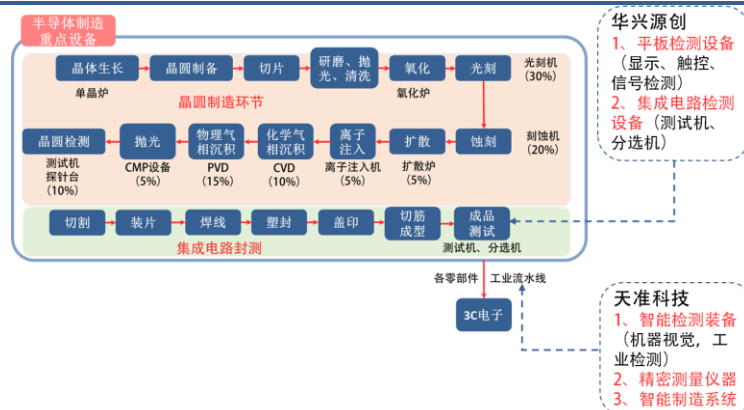 半导体制造
重点设备
晶体生长
晶圆制备
切片
研磨、抛
光、清洗
氧化
光刻
光刻机
(30%)
单晶炉
氧化炉
晶圆制造环节
晶圆检测
抛光
物理气
相沉积
化学气
相沉积
离子
注入
扩散
蚀刻
刻蚀机
(20%)
测试机
探针台
(10%)
CMP设备
(5%)
PVD
(15%)
CVD
(10%)
离子注入机
(5%)
扩散炉
(5%)
切割
装片
焊线
塑封
盖印
切筋
成型
成品
测试
集成电路封测
测试机、分选机
各零部件
工业流水线
3C电子
华兴源创
1、平板检测设备
（显示、触控、
信号检测）
2、集成电路检测
设备（测试机、
分选机）
天准科技
1、智能检测装备
（机器视觉，工
业检测）
2、精密测量仪器
3、智能制造系统